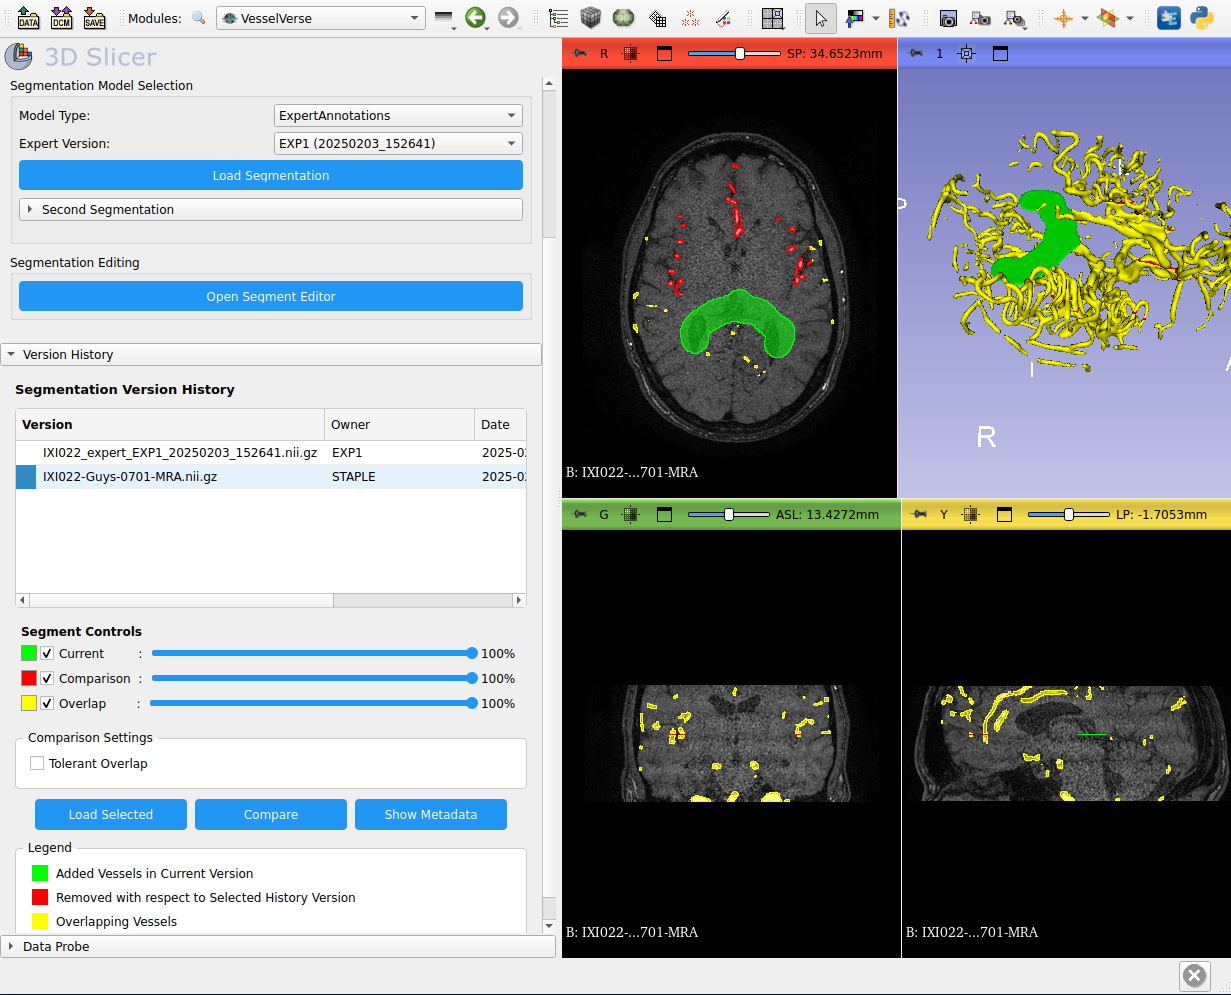 DATA DCM SAVE Modules: VesselVerse
3D Slicer
Segmentation Model Selection
Model Type: ExpertAnnotations
Expert Version: EXP1 (20250203_152641)
Load Segmentation
Second Segmentation
Segmentation Editing
Open Segment Editor
Version History
Segmentation Version History
Version Owner Date
IXI022_expert_EXP1_20250203_152641.nii.gz EXP1 2025-0
IXI022-Guys-0701-MRA.nii.gz STAPLE 2025-0
Segment Controls
Current : 100%
Comparison : 100%
Overlap : 100%
Comparison Settings
Tolerant Overlap
Load Selected Compare Show Metadata
Legend
Added Vessels in Current Version
Removed with respect to Selected History Version
Overlapping Vessels
Data Probe
R SP: 34.6523mm
B: IXI022-...701-MRA
1
I
R
G ASL: 13.4272mm
B: IXI022-...701-MRA
Y LP: -1.7053mm
B: IXI022-...701-MRA